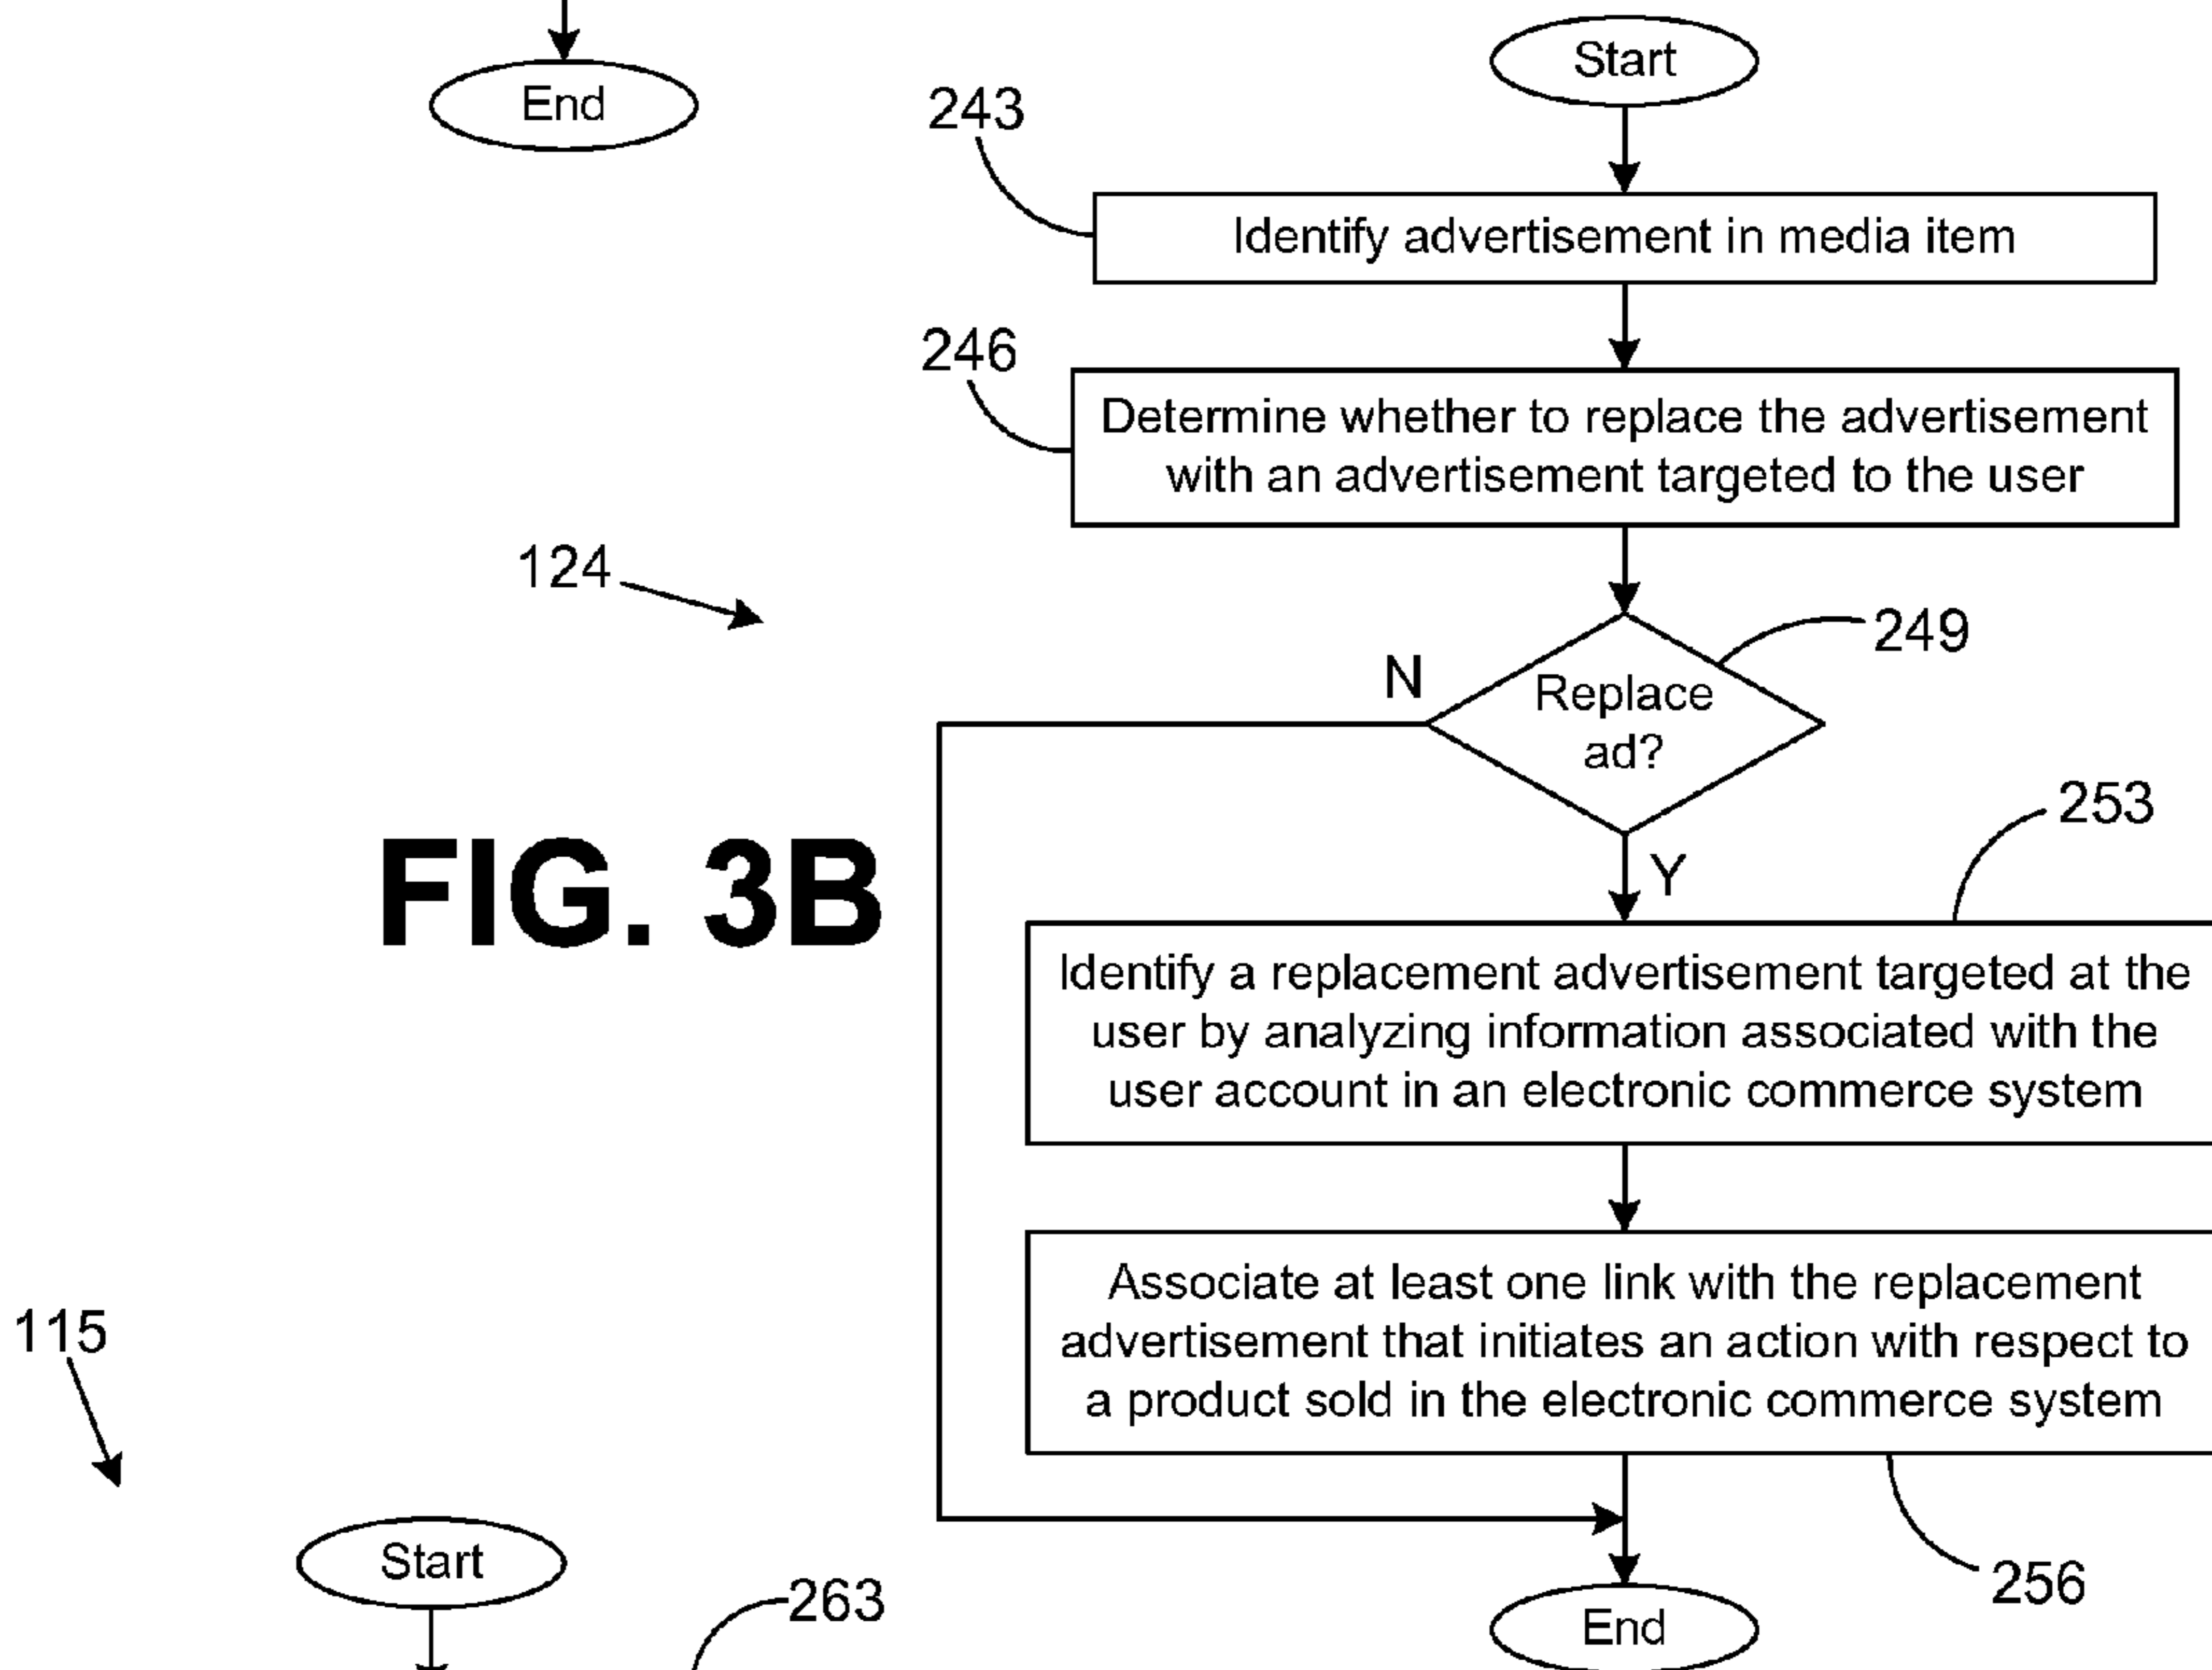 End
Start
243
Identify advertisement in media item
246
Determine whether to replace the advertisement
with an advertisement targeted to the user
124
249
N
Replace
ad?
Y
253
FIG. 3B
Identify a replacement advertisement targeted at the
user by analyzing information associated with the
user account in an electronic commerce system
Associate at least one link with the replacement
advertisement that initiates an action with respect to
a product sold in the electronic commerce system
115
256
End
Start
263